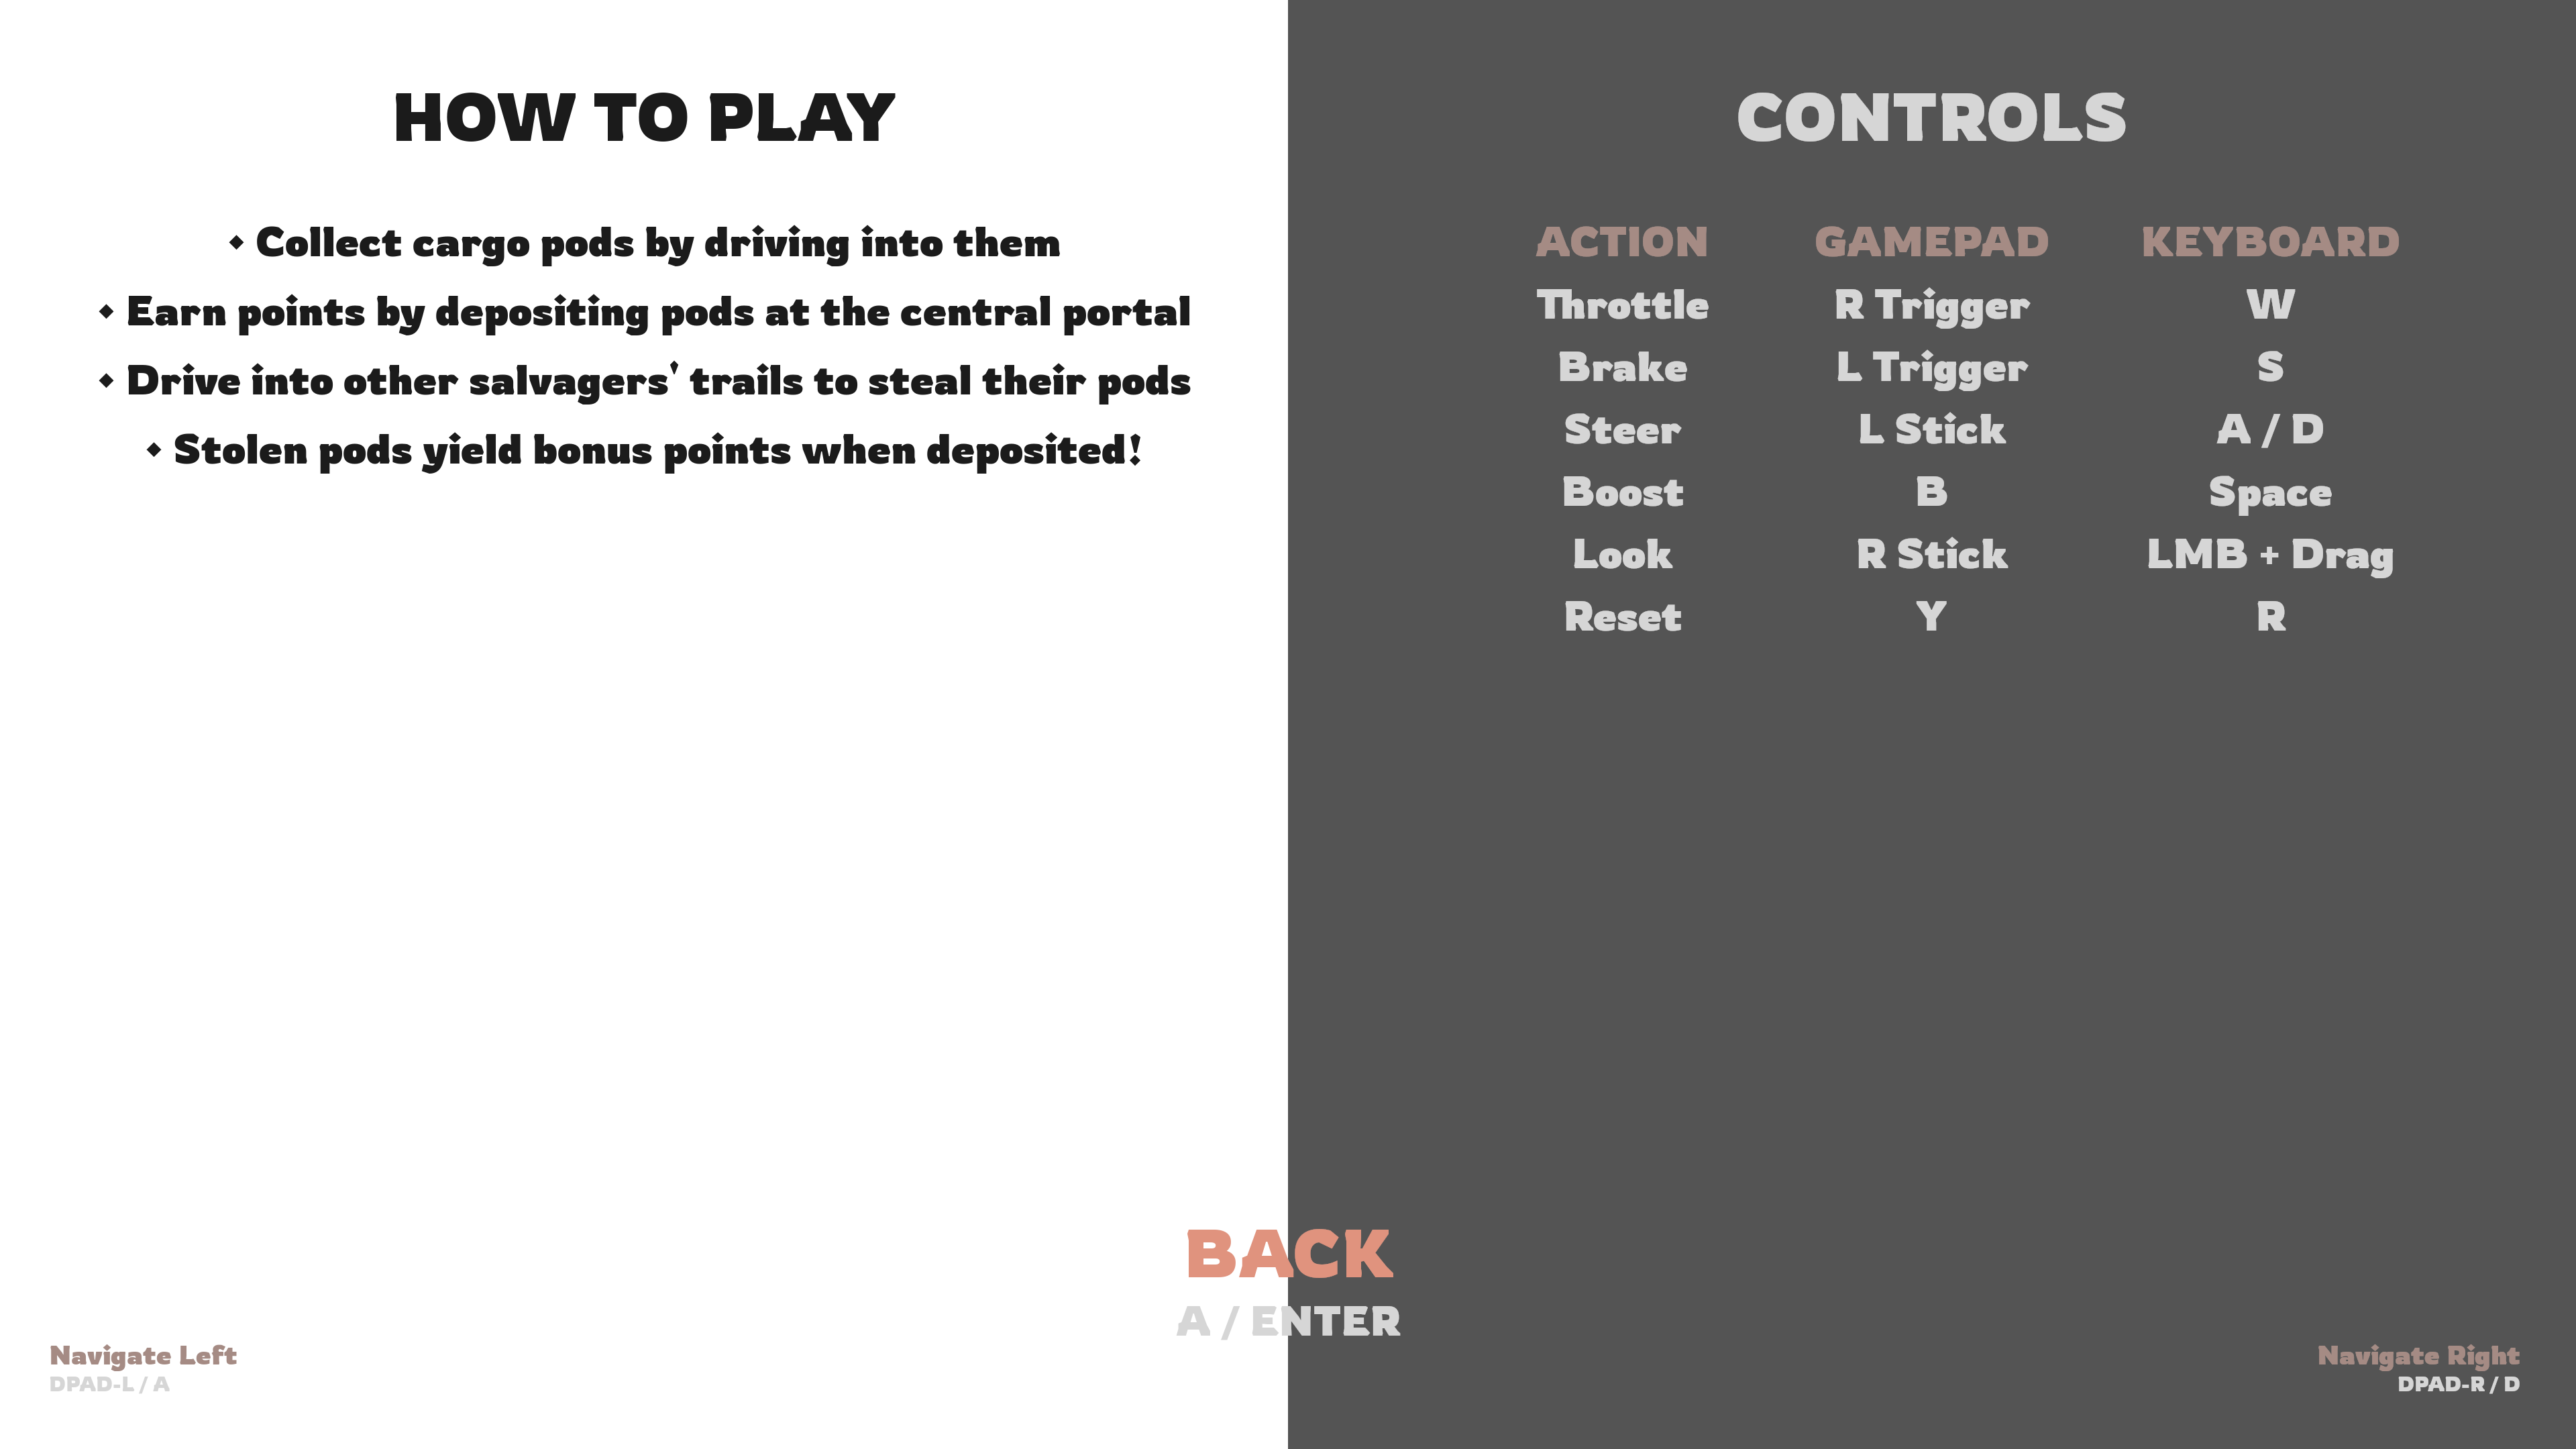 HOW TO PLAY
◆ Collect cargo pods by driving into them
◆ Earn points by depositing pods at the central portal
◆ Drive into other salvagers' trails to steal their pods
◆ Stolen pods yield bonus points when deposited!
CONTROLS
ACTION GAMEPAD KEYBOARD
Throttle R Trigger W
Brake L Trigger S
Steer L Stick A / D
Boost B Space
Look R Stick LMB + Drag
Reset Y R
BACK
A / ENTER
Navigate Left
DPAD-L / A
Navigate Right
DPAD-R / D